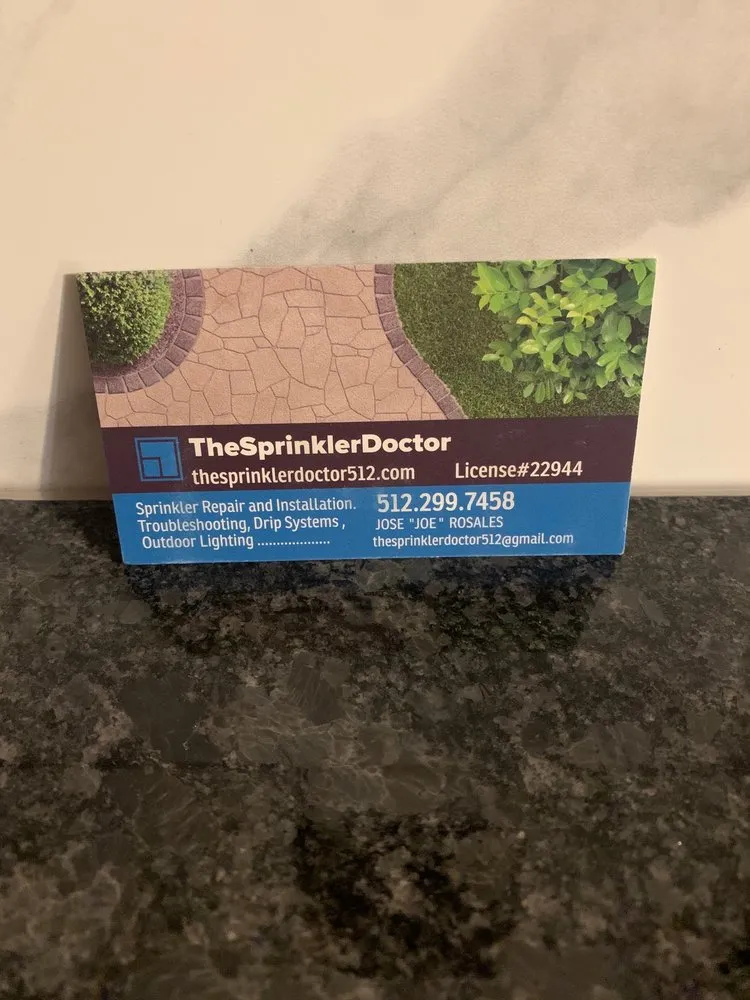 TheSprinklerDoctor
thesprinklerdoctor512.com License#22944
Sprinkler Repair and Installation. 512.299.7458
Troubleshooting, Drip Systems , JOSE "JOE" ROSALES
Outdoor Lighting .................. thesprinklerdoctor512@gmail.com